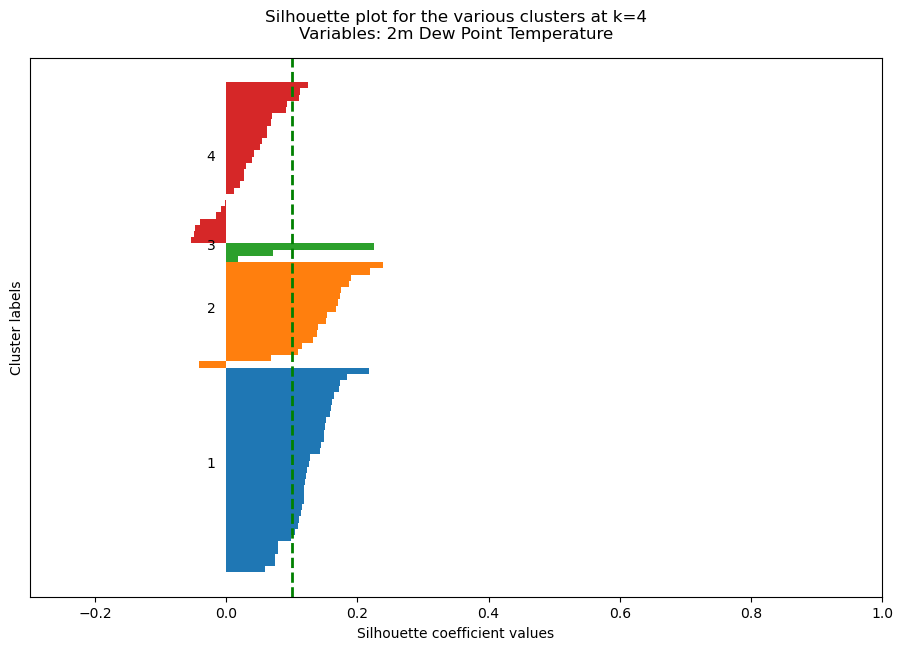 Silhouette plot for the various clusters at k=4
Variables: 2m Dew Point Temperature
4
3
2
1
Cluster labels
−0.2 0.0 0.2 0.4 0.6 0.8 1.0
Silhouette coefficient values